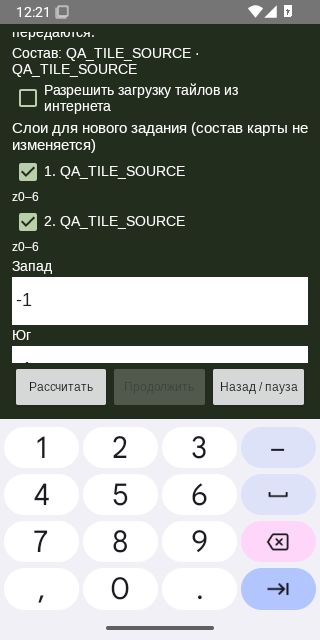 12:21
передаются.
Состав: QA_TILE_SOURCE ·
QA_TILE_SOURCE
Разрешить загрузку тайлов из
интернета
Слои для нового задания (состав карты не
изменяется)
1. QA_TILE_SOURCE
z0–6
2. QA_TILE_SOURCE
z0–6
Запад
-1
Юг
Рассчитать Продолжить Назад / пауза
1 2 3 –
4 5 6
7 8 9
, 0 .